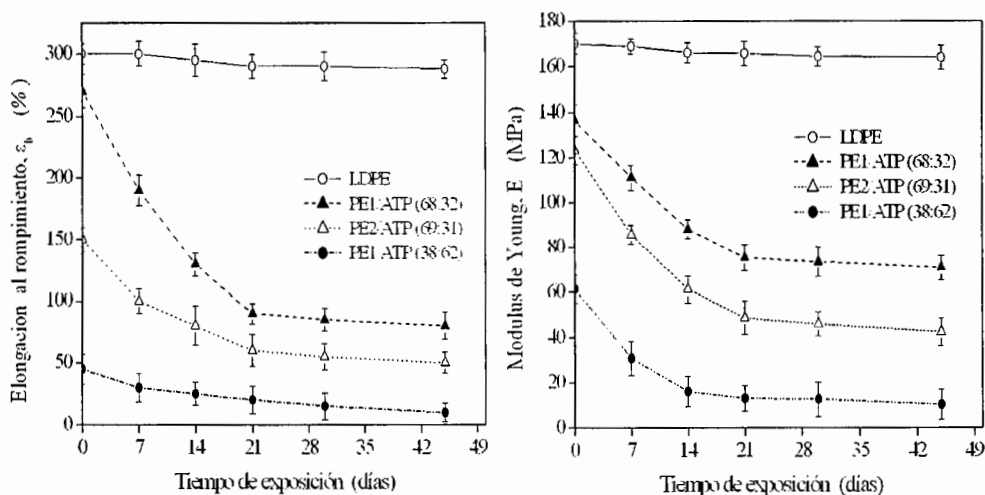 Elongación al rompimiento, εb (%)
300
250
200
150
100
50
0
LDPE
PE1/ATP (68:32)
PE2/ATP (69:31)
PE1/ATP (38:62)
0 7 14 21 28 35 42 49
Tiempo de exposición (días)
Modulus de Young, E (MPa)
180
160
140
120
100
80
60
40
20
0
LDPE
PE1/ATP (68:32)
PE2/ATP (69:31)
PE1/ATP (38:62)
0 7 14 21 28 35 42 49
Tiempo de exposición (días)